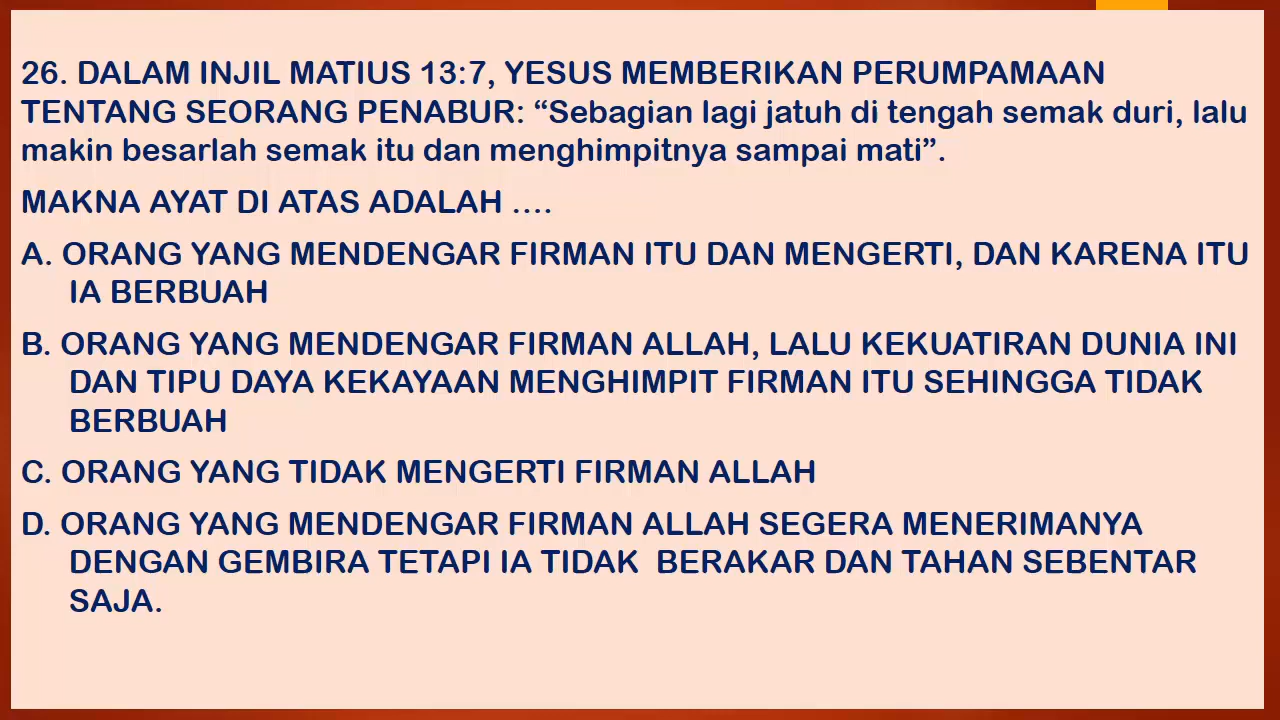 26. DALAM INJIL MATIUS 13:7, YESUS MEMBERIKAN PERUMPAMAAN
TENTANG SEORANG PENABUR: “Sebagian lagi jatuh di tengah semak duri, lalu
makin besarlah semak itu dan menghimpitnya sampai mati”.
MAKNA AYAT DI ATAS ADALAH ....
A. ORANG YANG MENDENGAR FIRMAN ITU DAN MENGERTI, DAN KARENA ITU
IA BERBUAH
B. ORANG YANG MENDENGAR FIRMAN ALLAH, LALU KEKUATIRAN DUNIA INI
DAN TIPU DAYA KEKAYAAN MENGHIMPIT FIRMAN ITU SEHINGGA TIDAK
BERBUAH
C. ORANG YANG TIDAK MENGERTI FIRMAN ALLAH
D. ORANG YANG MENDENGAR FIRMAN ALLAH SEGERA MENERIMANYA
DENGAN GEMBIRA TETAPI IA TIDAK  BERAKAR DAN TAHAN SEBENTAR
SAJA.